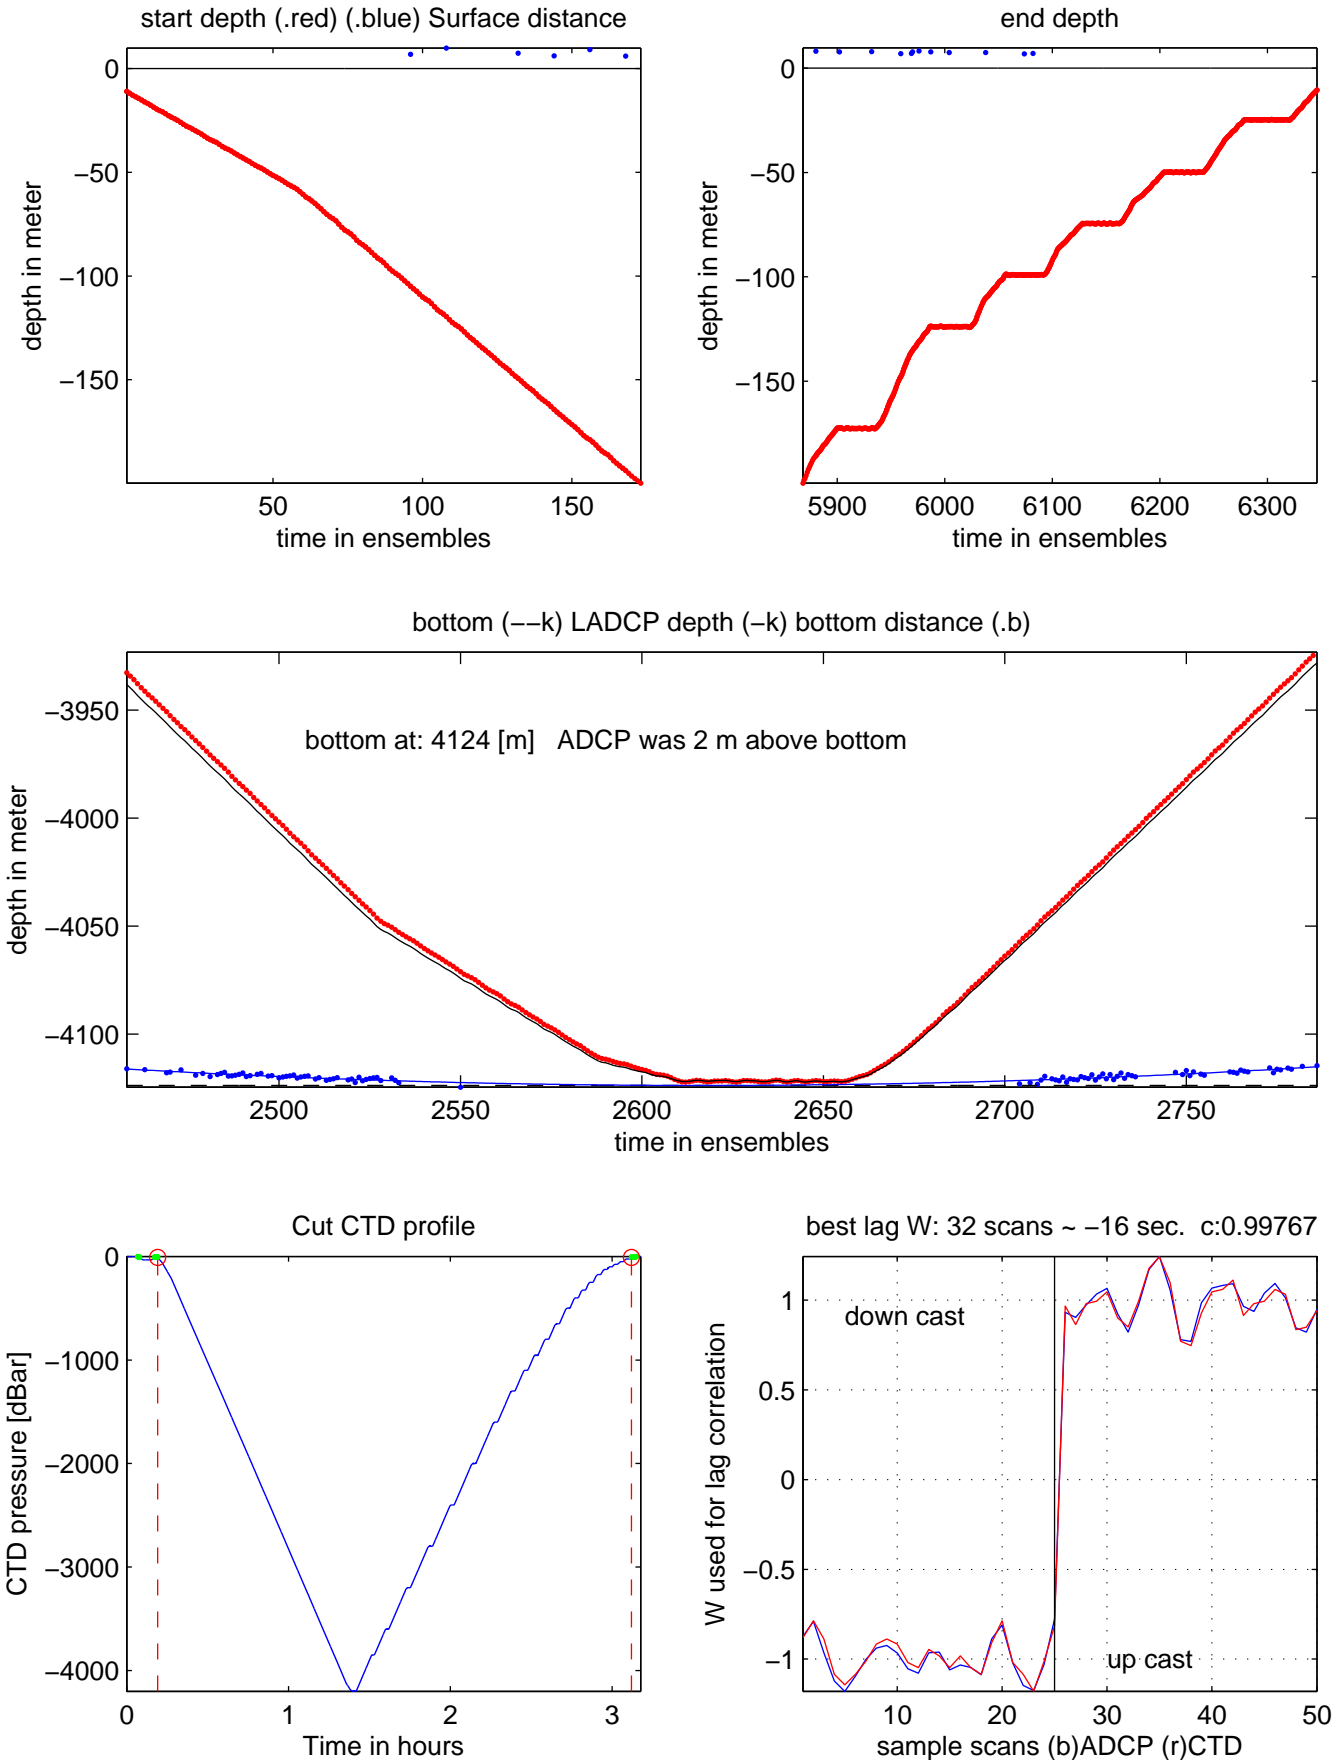 start depth (.red) (.blue) Surface distance
0
−50
−100
−150
depth in meter
50
100
150
time in ensembles
end depth
0
−50
−100
−150
depth in meter
5900
6000
6100
6200
6300
time in ensembles
bottom (−−k) LADCP depth (−k) bottom distance (.b)
−3950
−4000
−4050
−4100
depth in meter
bottom at: 4124 [m]   ADCP was 2 m above bottom
2500
2550
2600
2650
2700
2750
time in ensembles
Cut CTD profile
0
−1000
−2000
−3000
−4000
CTD pressure [dBar]
0
1
2
3
Time in hours
best lag W: 32 scans ~ −16 sec.  c:0.99767
1
0.5
0
−0.5
−1
W used for lag correlation
down cast
up cast
10
20
30
40
50
sample scans (b)ADCP (r)CTD